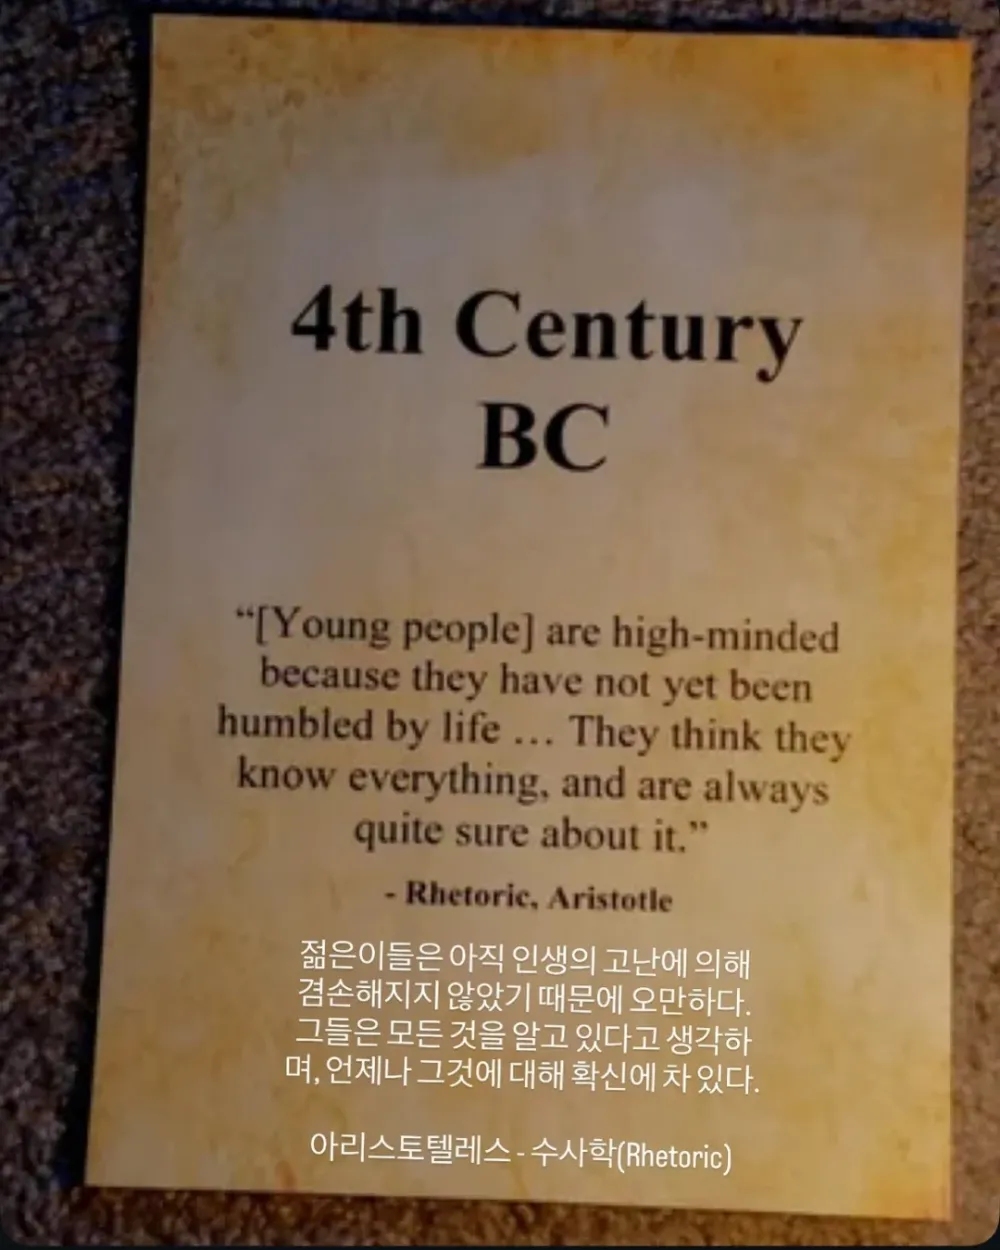 4th Century
BC
“[Young people] are high-minded
because they have not yet been
humbled by life ... They think they
know everything, and are always
quite sure about it.”
- Rhetoric, Aristotle
젊은이들은 아직 인생의 고난에 의해
겸손해지지 않았기 때문에 오만하다.
그들은 모든 것을 알고 있다고 생각하
며, 언제나 그것에 대해 확신에 차 있다.
아리스토텔레스 - 수사학(Rhetoric)